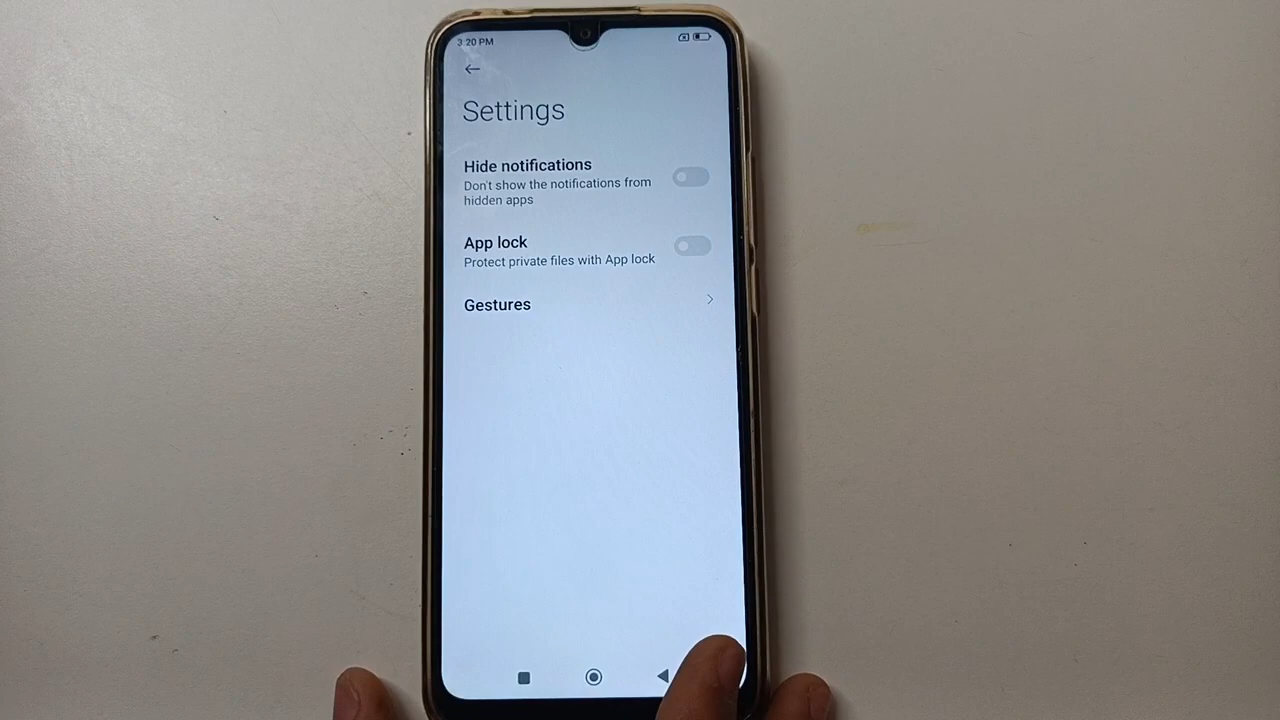 3 20 PM
Settings
Hide notifications
Don't show the notifications from
hidden apps
App lock
Protect private files with App lock
Gestures